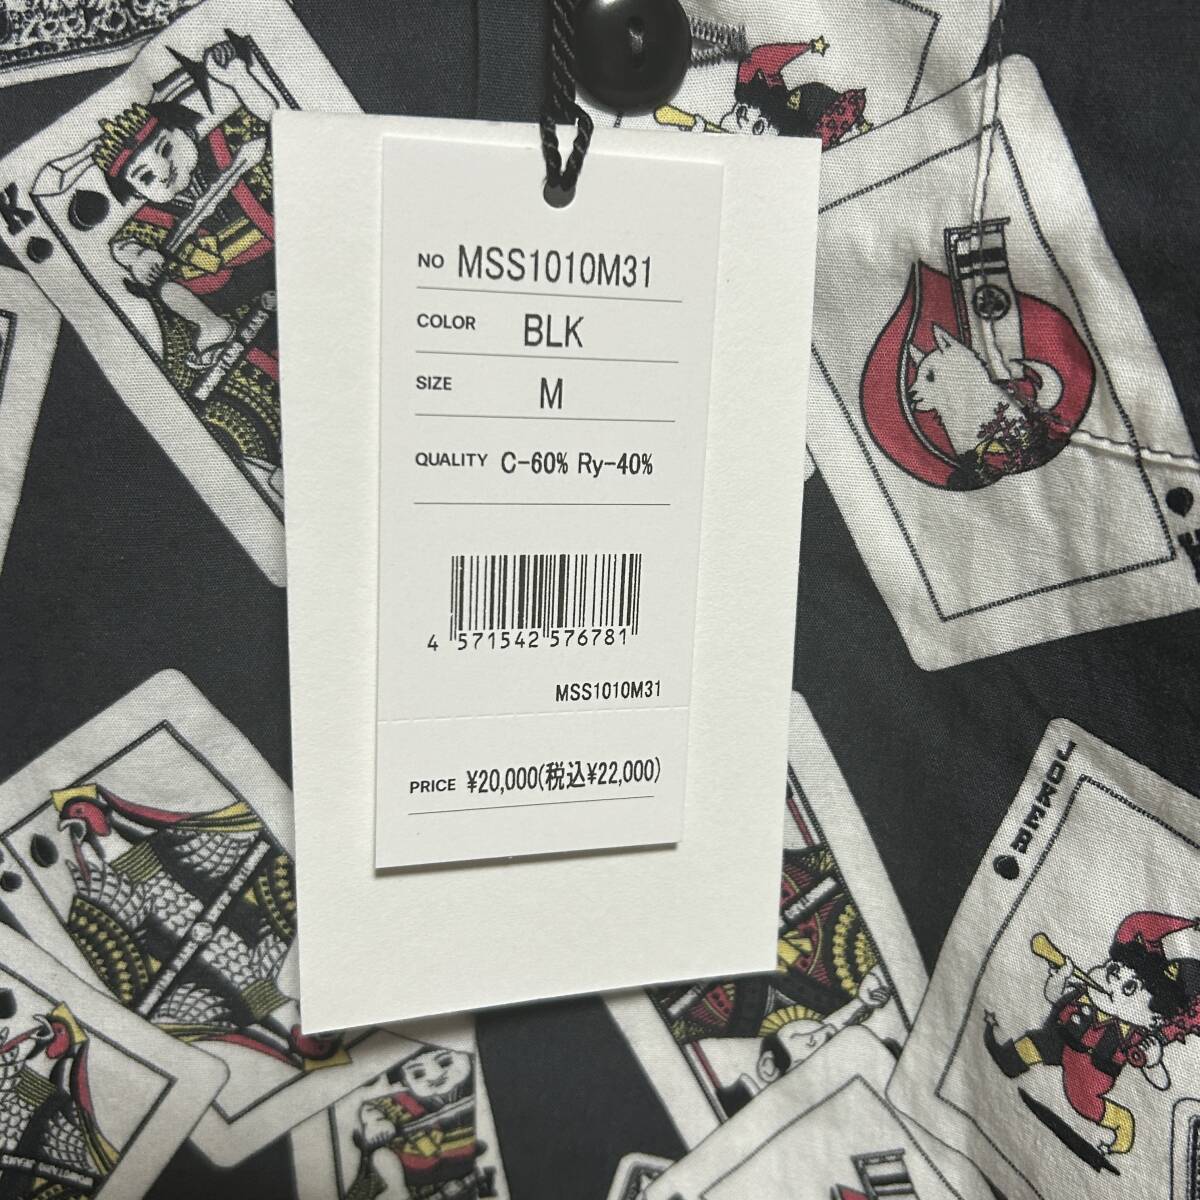 NO MSS1010M31
COLOR BLK
SIZE M
QUALITY C-60% Ry-40%
4 571542 576781
MSS1010M31
PRICE ¥20,000(税込¥22,000)
K
JOKER